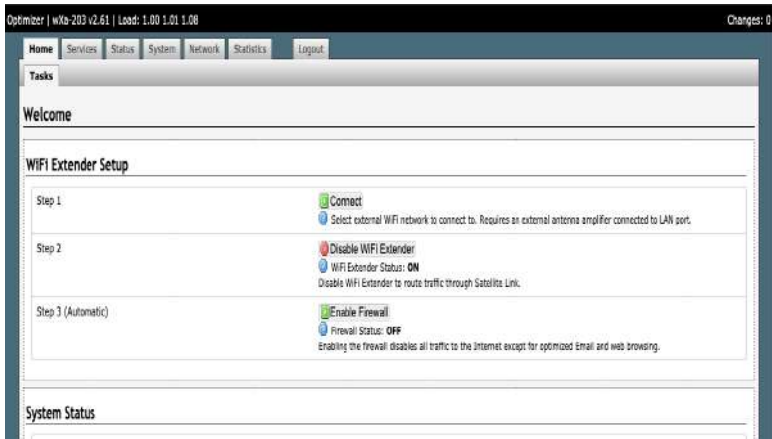 Optimizer | wXa-203 v2.61 | Load: 1.00 1.01 1.08 Changes: 0
Home Services Status System Network Statistics Logout
Tasks
Welcome
WiFi Extender Setup
Step 1 Connect
Select external WiFi network to connect to. Requires an external antenna amplifier connected to LAN port.
Step 2 Disable WiFi Extender
WiFi Extender Status: ON
Disable WiFi Extender to route traffic through Satellite Link.
Step 3 (Automatic) Enable Firewall
Firewall Status: OFF
Enabling the firewall disables all traffic to the Internet except for optimized Email and web browsing.
System Status